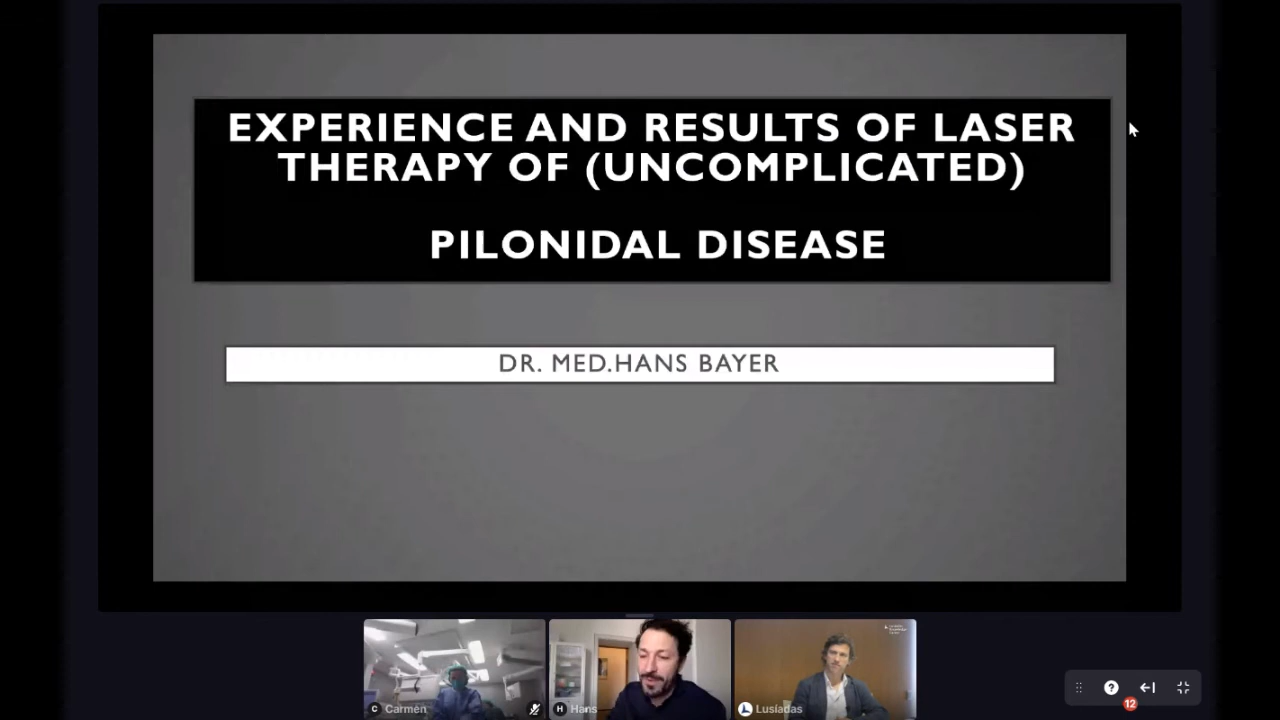 EXPERIENCE AND RESULTS OF LASER
THERAPY OF (UNCOMPLICATED)
PILONIDAL DISEASE
DR. MED.HANS BAYER
C Carmen
H Hans
Lusíadas
12